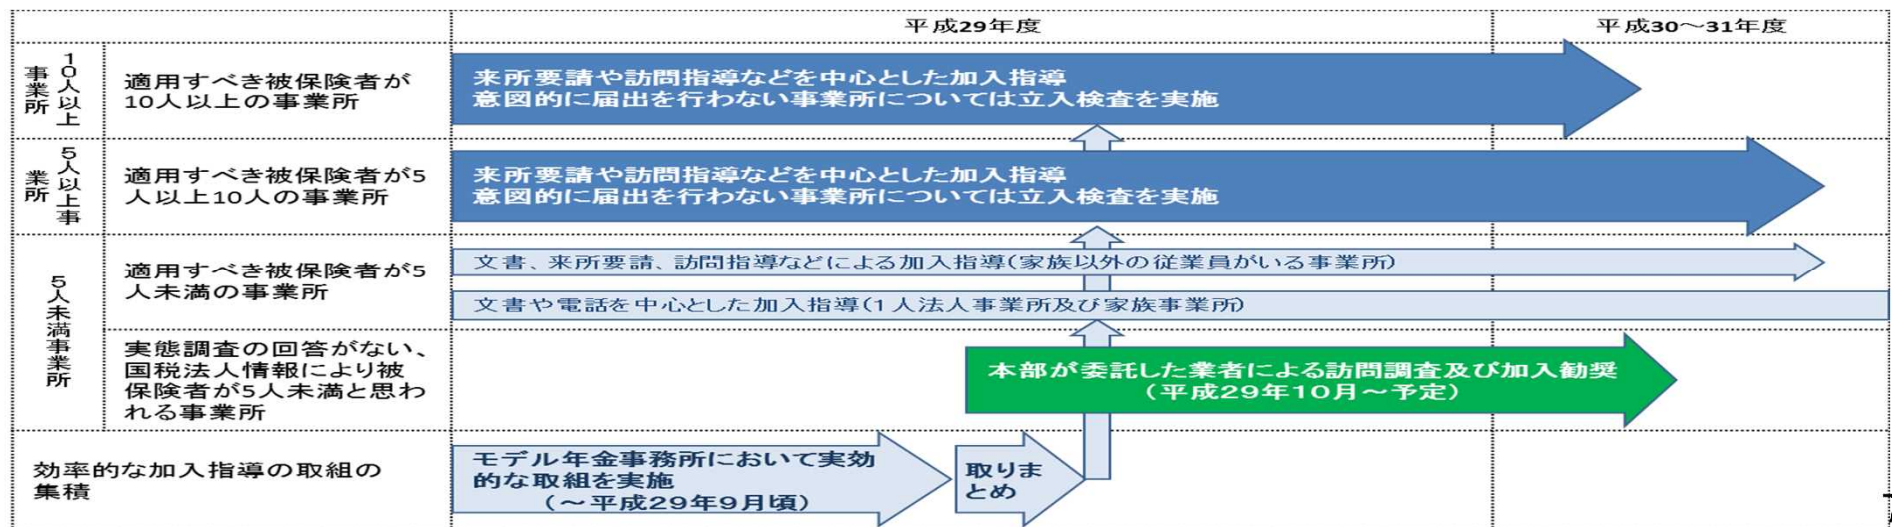 平成29年度
平成30～31年度
10人以上
事業所
適用すべき被保険者が
10人以上の事業所
来所要請や訪問指導などを中心とした加入指導
意図的に届出を行わない事業所については立入検査を実施
5人以上事
業所
適用すべき被保険者が5
人以上10人の事業所
来所要請や訪問指導などを中心とした加入指導
意図的に届出を行わない事業所については立入検査を実施
5人未満事業所
適用すべき被保険者が5
人未満の事業所
文書、来所要請、訪問指導などによる加入指導(家族以外の従業員がいる事業所)
文書や電話を中心とした加入指導(1人法人事業所及び家族事業所)
実態調査の回答がない、
国税法人情報により被
保険者が5人未満と思わ
れる事業所
本部が委託した業者による訪問調査及び加入勧奨
(平成29年10月～予定)
効率的な加入指導の取組の
集積
モデル年金事務所において実効
的な取組を実施
(～平成29年9月頃)
取りま
とめ